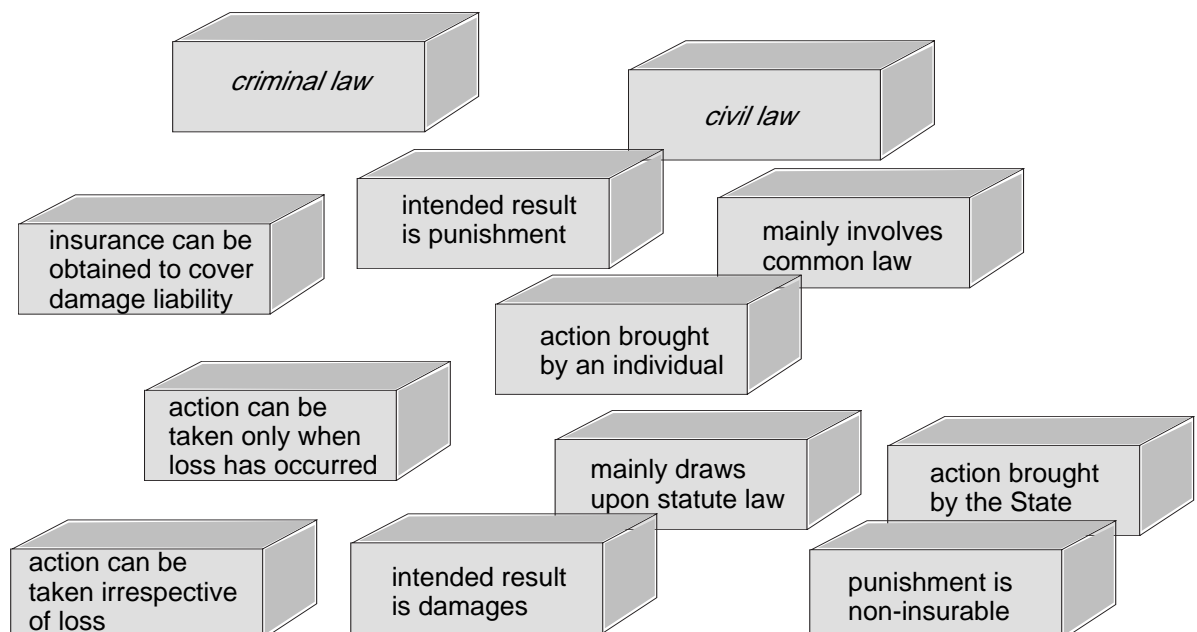 criminal law
civil law
intended result
is punishment
mainly involves
common law
insurance can be
obtained to cover
damage liability
action brought
by an individual
action can be
taken only when
loss has occurred
mainly draws
upon statute law
action brought
by the State
action can be
taken irrespective
of loss
intended result
is damages
punishment is
non-insurable